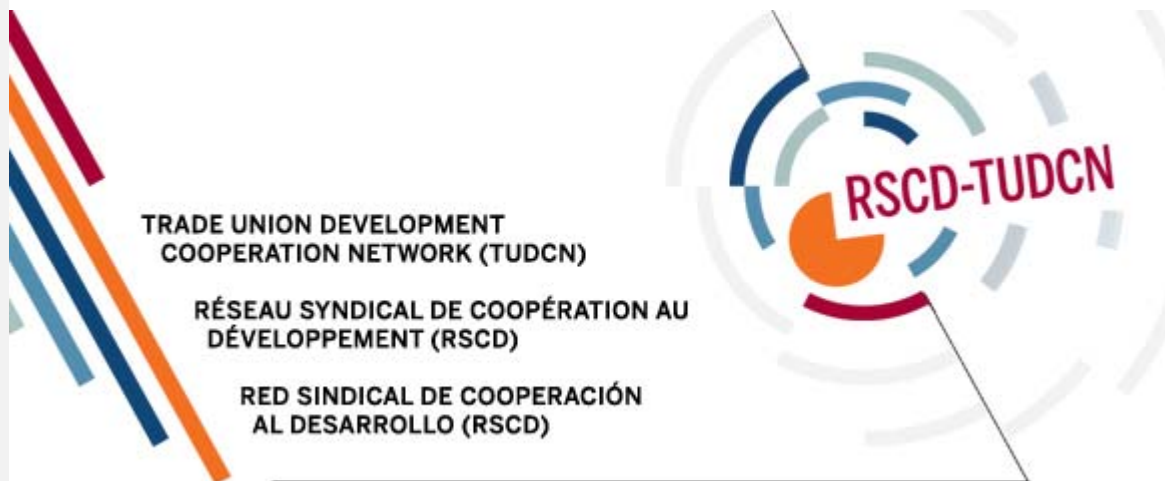 TRADE UNION DEVELOPMENT
COOPERATION NETWORK (TUDCN)
RÉSEAU SYNDICAL DE COOPÉRATION AU
DÉVELOPPEMENT (RSCD)
RED SINDICAL DE COOPERACIÓN
AL DESARROLLO (RSCD)
RSCD-TUDCN